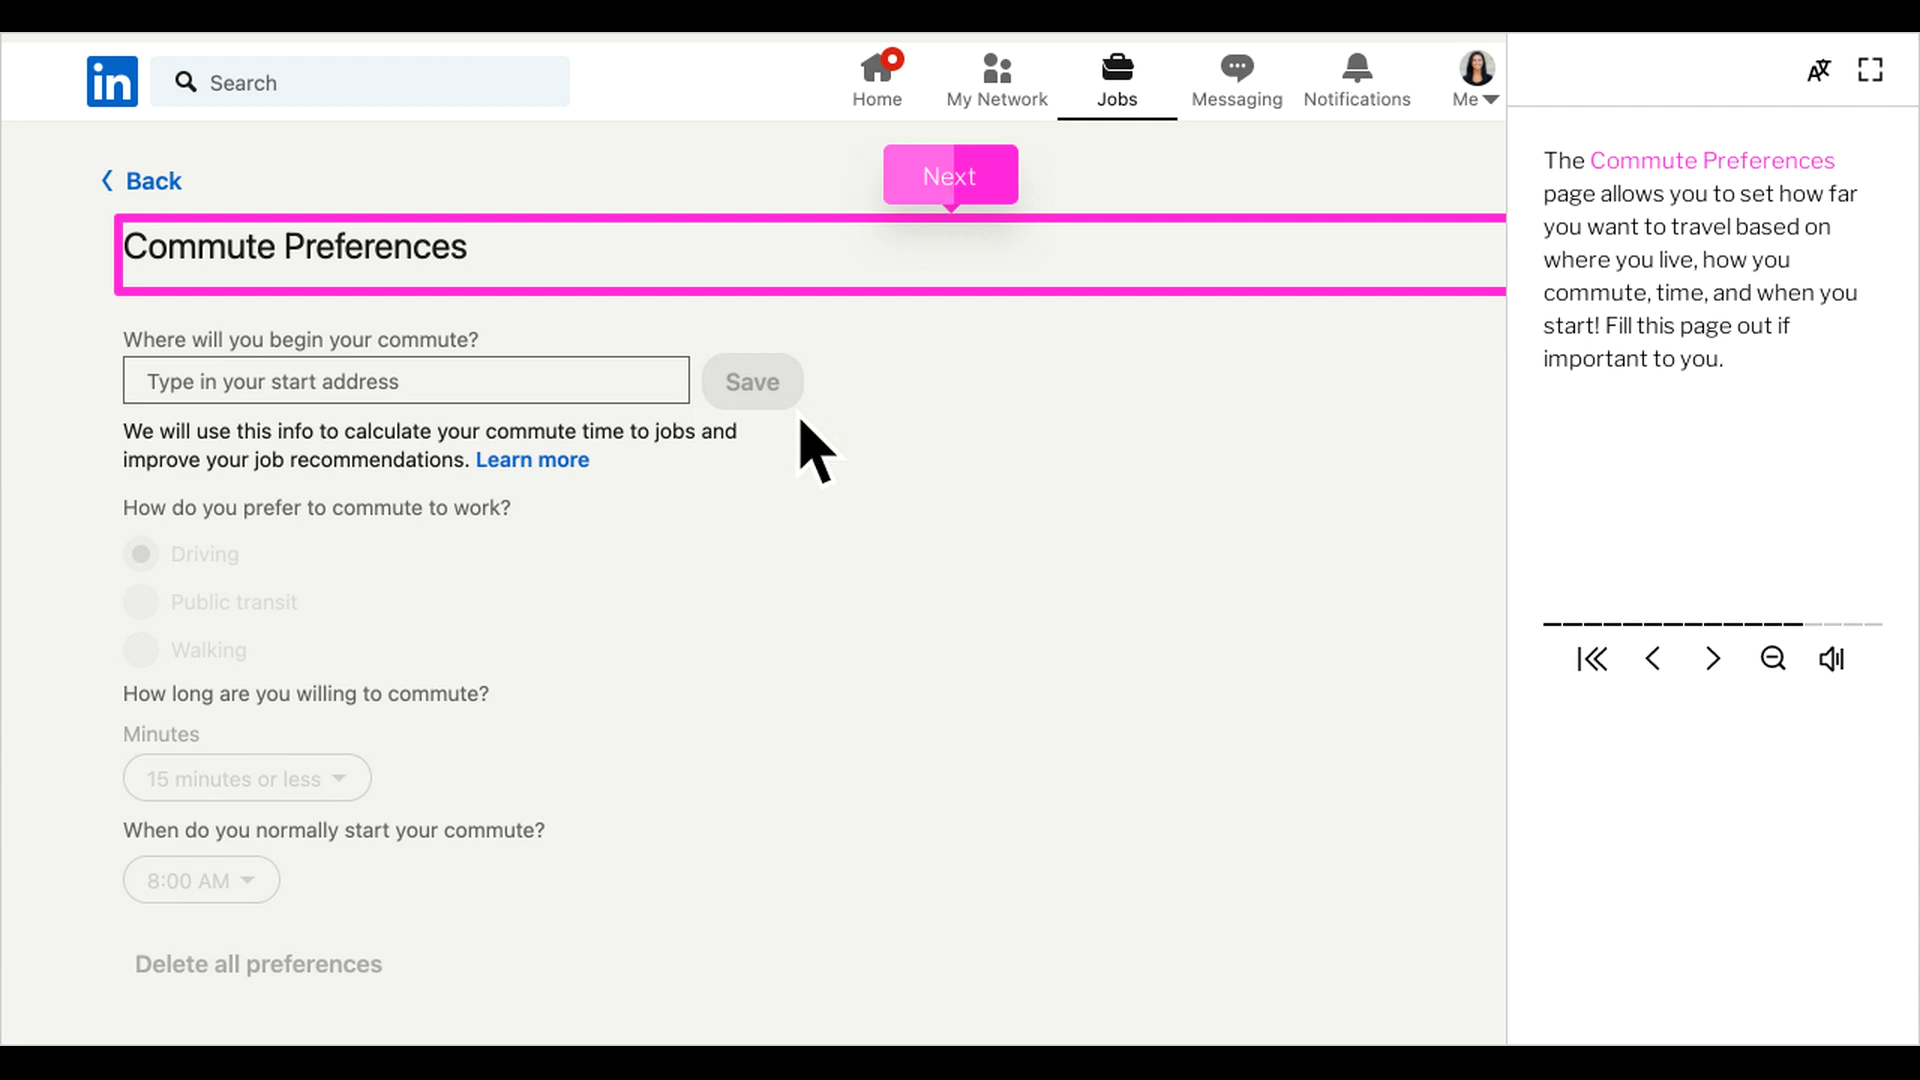 in
Search
Home
My Network
Jobs
Messaging
Notifications
Me
Back
Next
Commute Preferences
Where will you begin your commute?
Type in your start address
Save
We will use this info to calculate your commute time to jobs and
improve your job recommendations. Learn more
How do you prefer to commute to work?
Driving
Public transit
Walking
How long are you willing to commute?
Minutes
15 minutes or less
When do you normally start your commute?
8:00 AM
Delete all preferences
The Commute Preferences
page allows you to set how far
you want to travel based on
where you live, how you
commute, time, and when you
start! Fill this page out if
important to you.